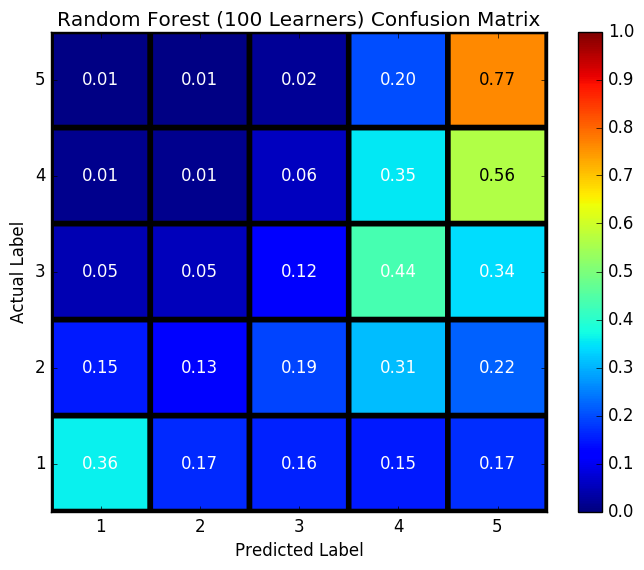 Random Forest (100 Learners) Confusion Matrix
5 0.01 0.01 0.02 0.20 0.77
4 0.01 0.01 0.06 0.35 0.56
3 0.05 0.05 0.12 0.44 0.34
2 0.15 0.13 0.19 0.31 0.22
1 0.36 0.17 0.16 0.15 0.17
1 2 3 4 5
Predicted Label
Actual Label
1.0
0.9
0.8
0.7
0.6
0.5
0.4
0.3
0.2
0.1
0.0